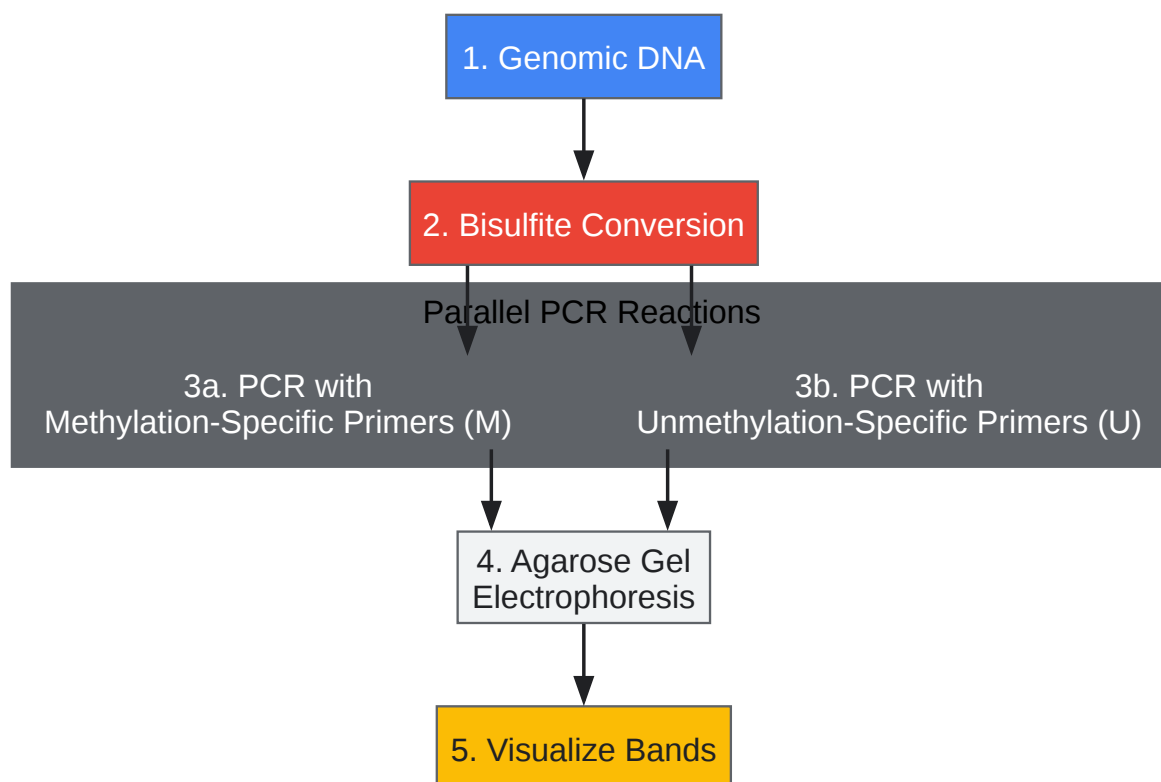 1. Genomic DNA
2. Bisulfite Conversion
Parallel PCR Reactions
3a. PCR with
Methylation-Specific Primers (M)
3b. PCR with
Unmethylation-Specific Primers (U)
4. Agarose Gel
Electrophoresis
5. Visualize Bands